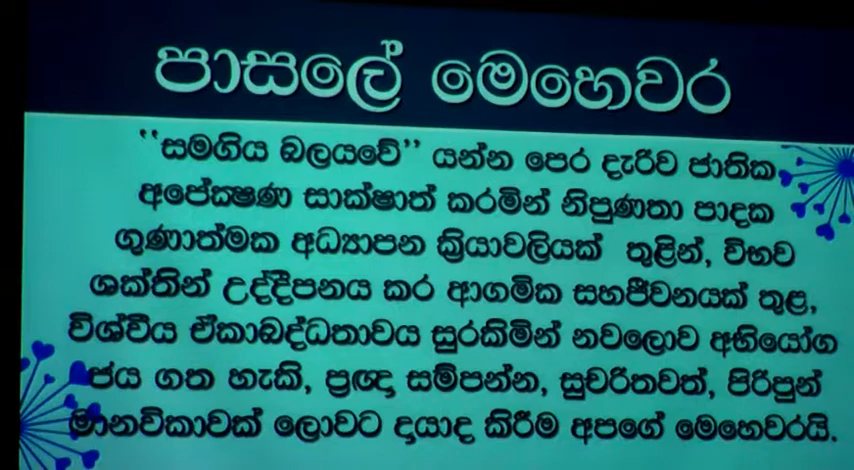 පාසලේ මෙහෙවර
‘‘සමගිය බලයවේ’’ යන්න පෙර දැරිව ජාතික
අපේක්‍ෂණ සාක්ෂාත් කරමින් නිපුණතා පාදක
ගුණාත්මක අධ්‍යාපන ක්‍රියාවලියක් තුළින්, විභව
ශක්තීන් උද්දීපනය කර ආගමික සහජීවනයක් තුළ,
විශ්වීය ඒකාබද්ධතාවය සුරකිමින් නවලොව අභියෝග
ජය ගත හැකි, ප්‍රඥා සම්පන්න, සුචරිතවත්, පිරිපුන්
මානවිකාවක් ලොවට දායාද කිරීම අපගේ මෙහෙවරයි.